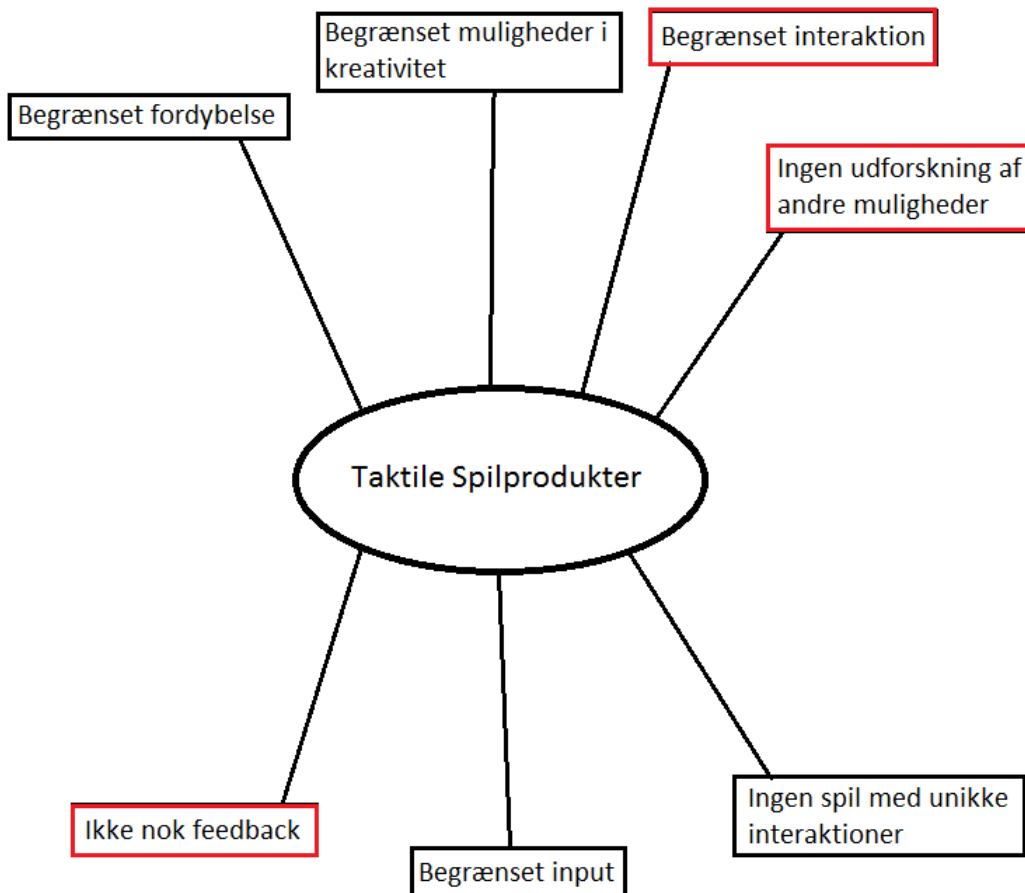 Begrænset muligheder i
kreativitet
Begrænset interaktion
Begrænset fordybelse
Ingen udforskning af
andre muligheder
Taktile Spilprodukter
Ikke nok feedback
Begrænset input
Ingen spil med unikke
interaktioner